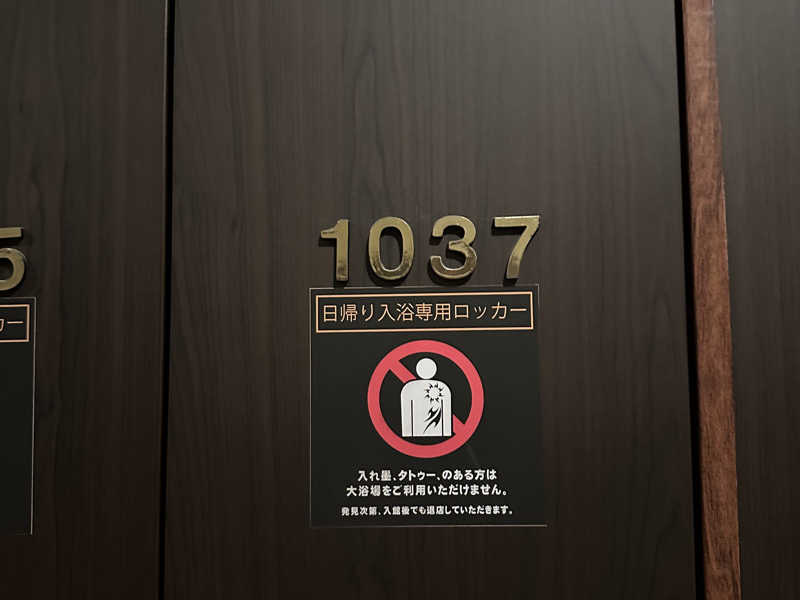 5
カー
1037
日帰り入浴専用ロッカー
入れ墨、タトゥー、のある方は
大浴場をご利用いただけません。
発見次第、入館後でも退店していただきます。